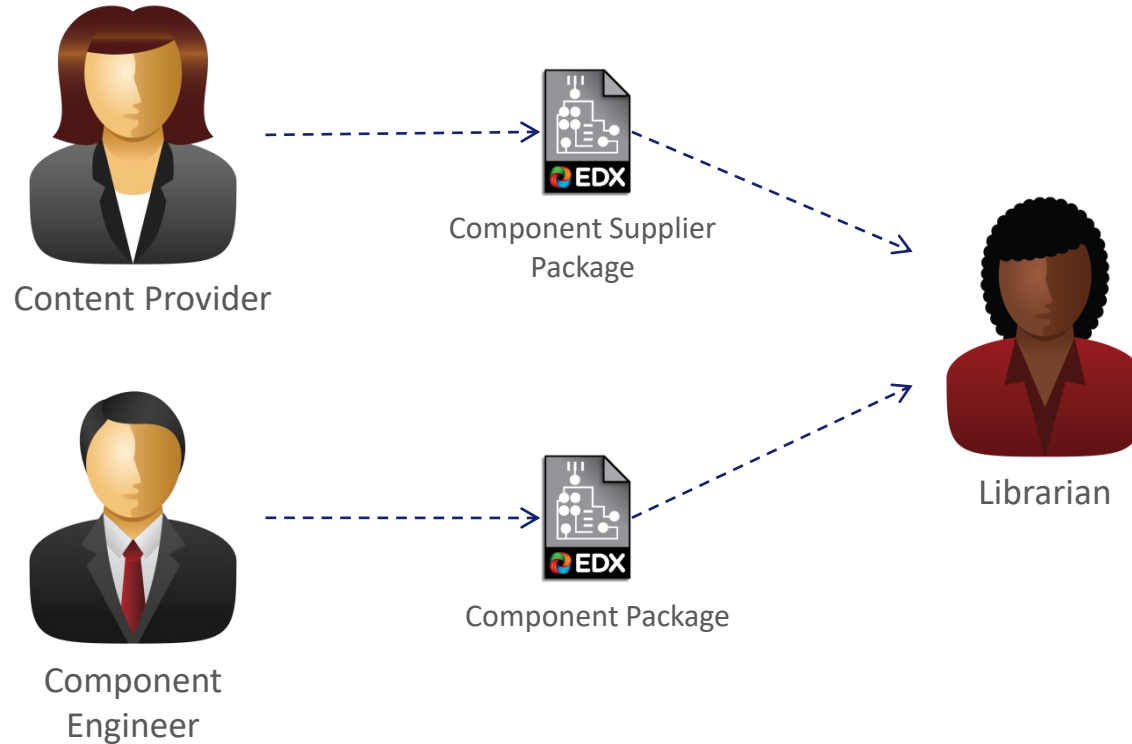 EDX
Component Supplier
Package
Content Provider
Librarian
EDX
Component Package
Component
Engineer